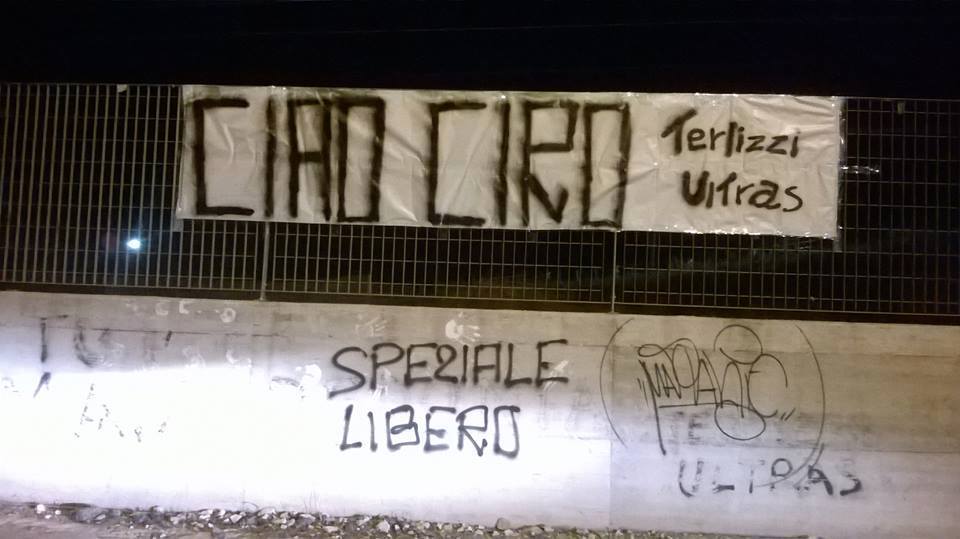 CIAO CIRO
Terlizzi
Ultras
SPEZIALE
LIBERO
ULTRAS